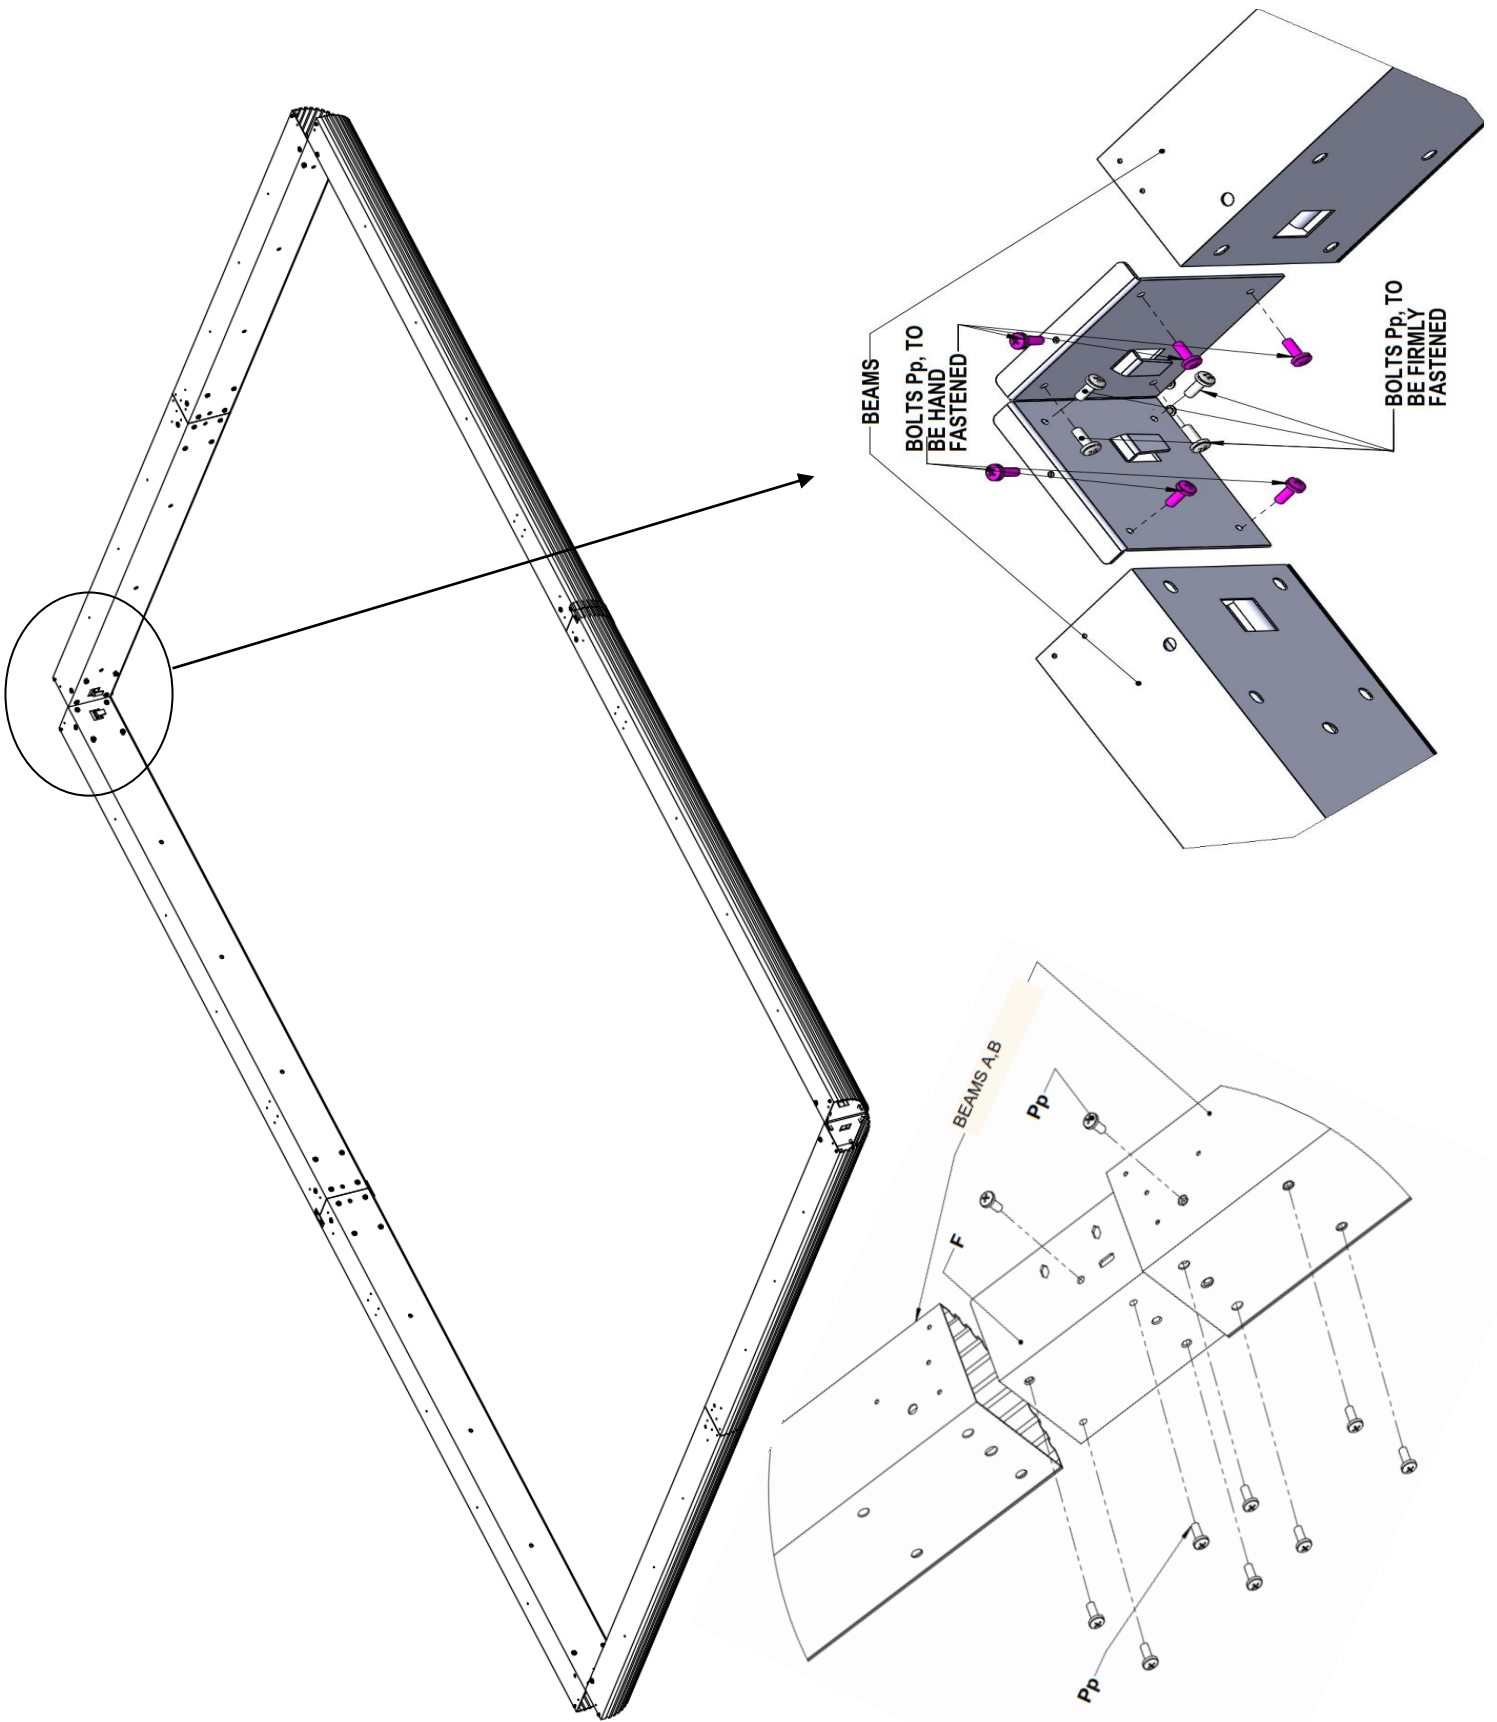 BEAMS
BOLTS Pp, TO
BE HAND
FASTENED
BOLTS Pp, TO
BE FIRMLY
FASTENED
BEAMS A,B
Pp
F
Pp